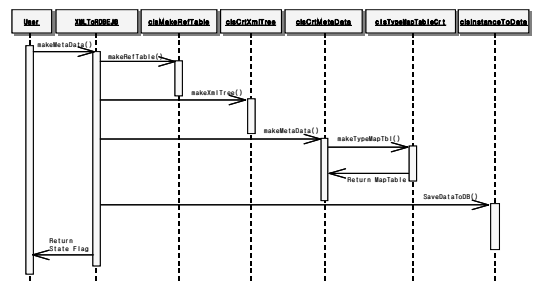 User
XMLToRDBEJB
clsMakeRefTable
clsCrtXmlTree
clsCrtMetaData
clsTypeMapTableCrt
clsInstanceToData
makeMetaData()
makeRefTable()
makeXmlTree()
makeMetaData()
makeTypeMapTbl()
Return MapTable
SaveDataToDB()
Return
State Flag